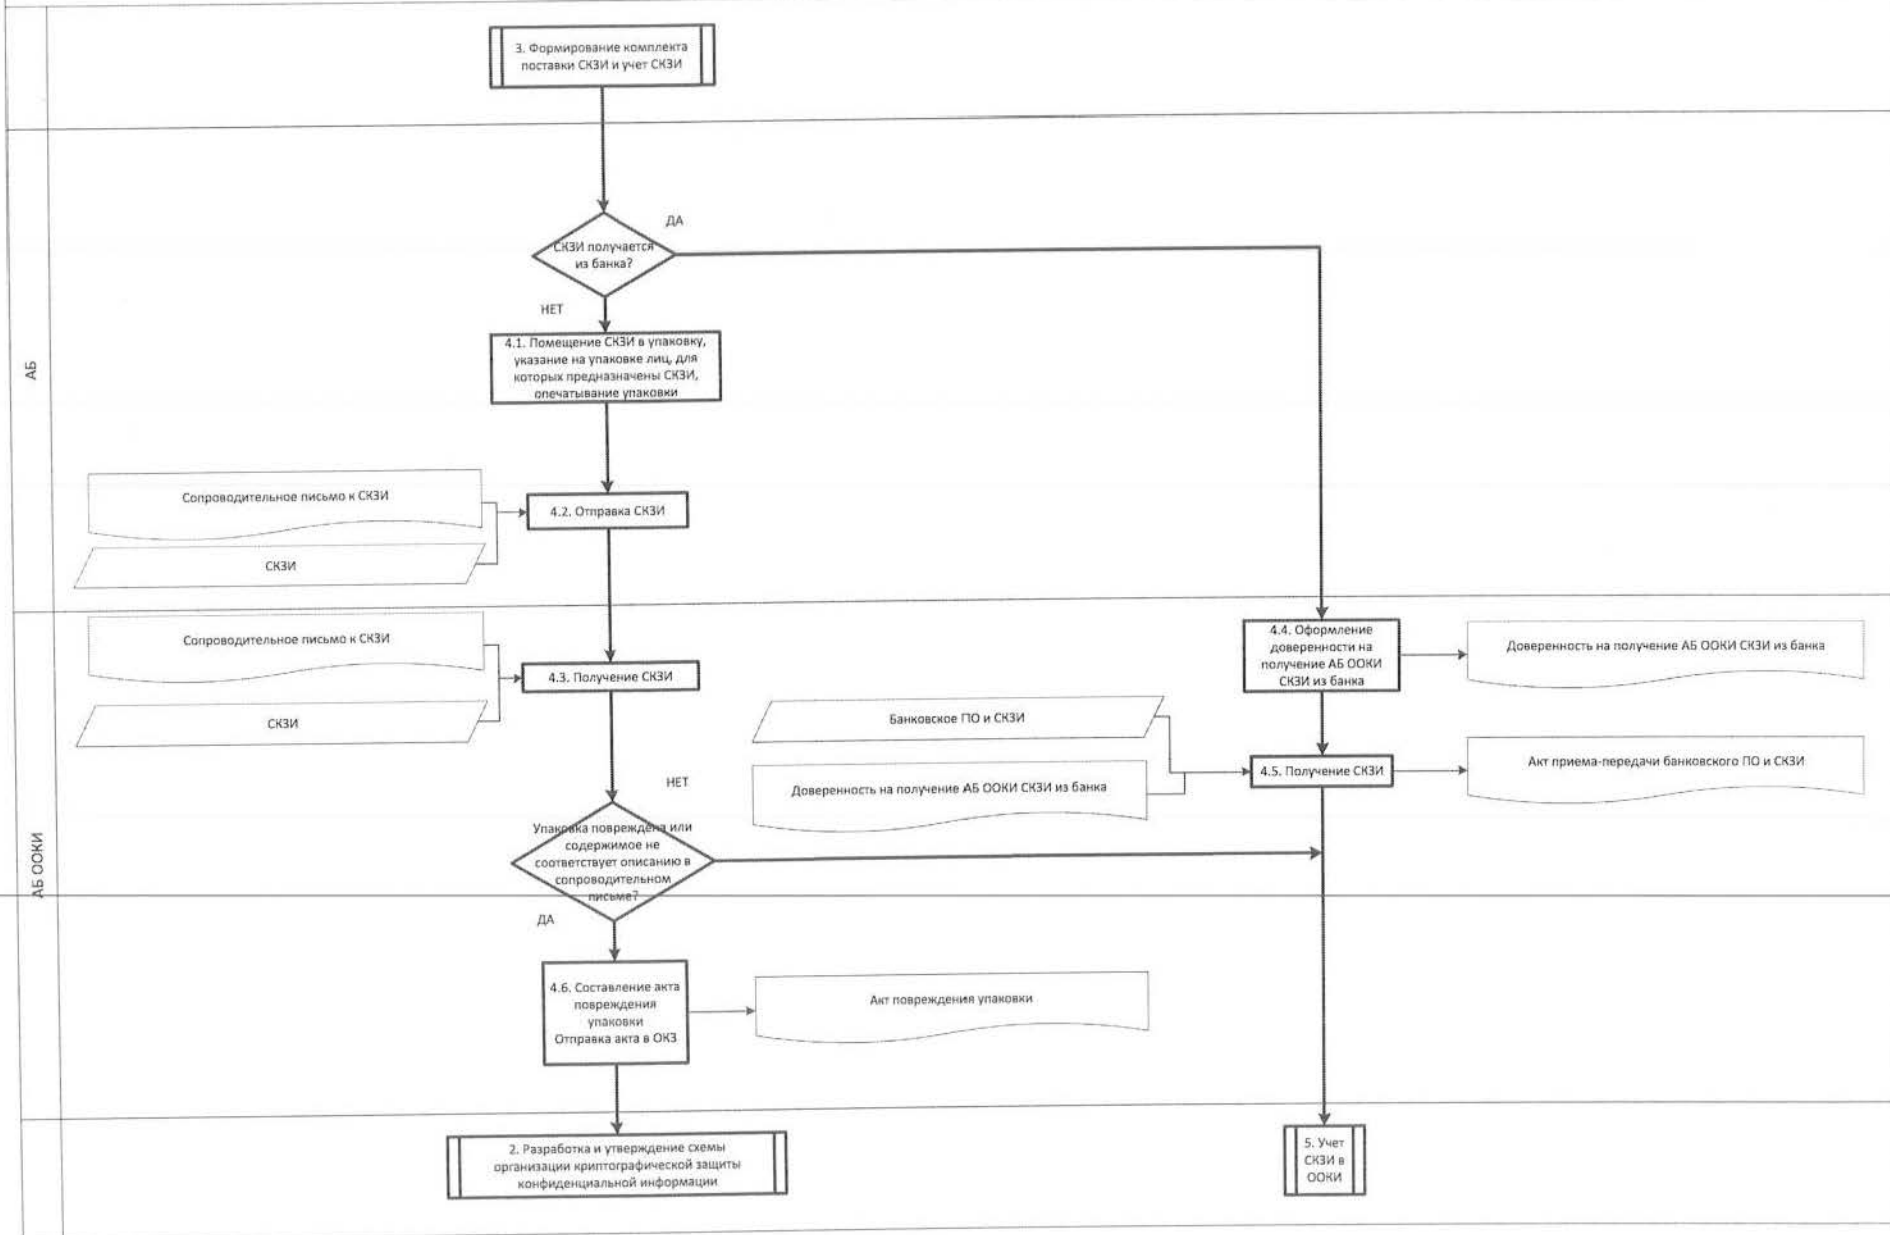 3. Формирование комплекта
поставки СКЗИ и учет СКЗИ
АБ
СКЗИ получается
из банка?
ДА
НЕТ
4.1. Помещение СКЗИ в упаковку,
указание на упаковке лиц, для
которых предназначены СКЗИ,
опечатывание упаковки
Сопроводительное письмо к СКЗИ
СКЗИ
4.2. Отправка СКЗИ
АБ ООКИ
Сопроводительное письмо к СКЗИ
СКЗИ
4.3. Получение СКЗИ
4.4. Оформление
доверенности на
получение АБ ООКИ
СКЗИ из банка
Доверенность на получение АБ ООКИ СКЗИ из банка
Банковское ПО и СКЗИ
Доверенность на получение АБ ООКИ СКЗИ из банка
4.5. Получение СКЗИ
Акт приема-передачи банковского ПО и СКЗИ
НЕТ
Упаковка повреждена или
содержимое не
соответствует описанию в
сопроводительном
письме?
ДА
4.6. Составление акта
повреждения
упаковки
Отправка акта в ОКЗ
Акт повреждения упаковки
2. Разработка и утверждение схемы
организации криптографической защиты
конфиденциальной информации
5. Учет
СКЗИ в
ООКИ